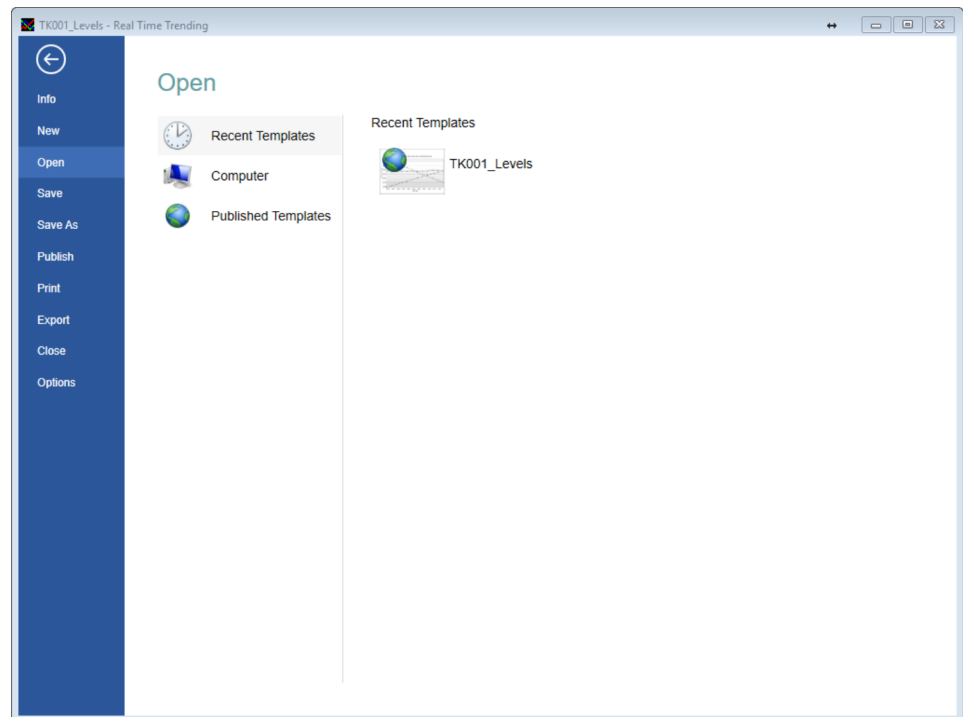 TK001_Levels - Real Time Trending
Info
New
Open
Save
Save As
Publish
Print
Export
Close
Options
Open
Recent Templates
Computer
Published Templates
Recent Templates
TK001_Levels